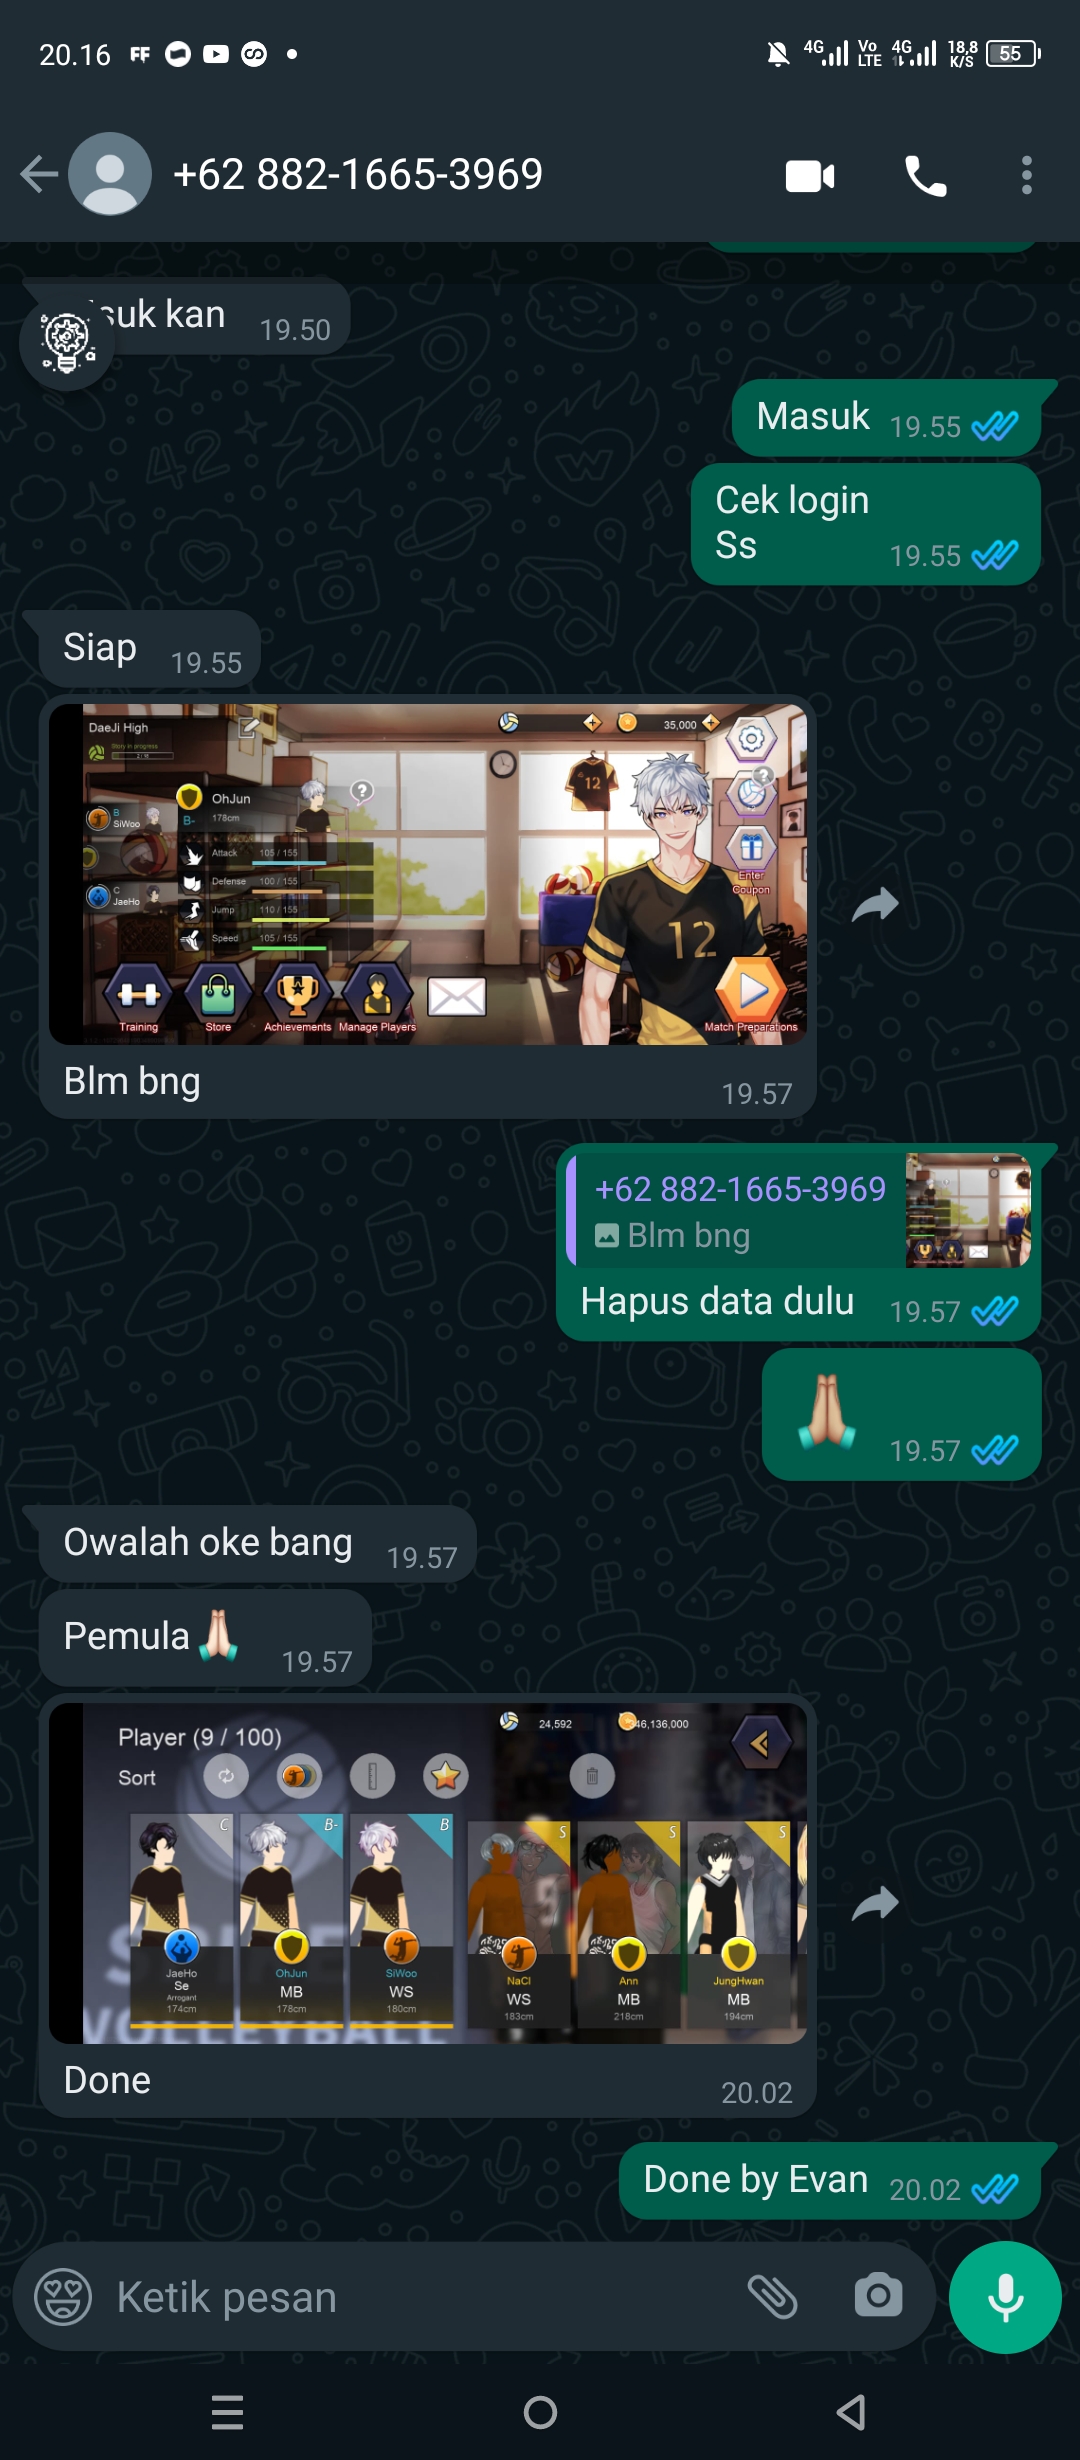 20.16
4G
Vo
LTE
4G
18,8
K/S
55
+62 882-1665-3969
suk kan 19.50
Masuk 19.55
Cek login
Ss 19.55
Siap 19.55
DaeJi High
Story in progress
35,000
12
OhJun
B-
178cm
B
SiWoo
Attack 105 / 155
Defense 100 / 155
C
JaeHo
Jump 110 / 155
Speed 105 / 155
Enter
Coupon
12
Training
Store
Achievements
Manage Players
Match Preparations
Blm bng 19.57
+62 882-1665-3969
Blm bng
Hapus data dulu 19.57
19.57
Owalah oke bang 19.57
Pemula 19.57
Player (9 / 100)
24,592
46,136,000
Sort
C
B-
B
S
S
S
JaeHo
Se
Arrogant
174cm
OhJun
MB
178cm
SiWoo
WS
180cm
NaCl
WS
183cm
Ann
MB
218cm
JungHwan
MB
194cm
VOLLEYBALL
Done 20.02
Done by Evan 20.02
Ketik pesan